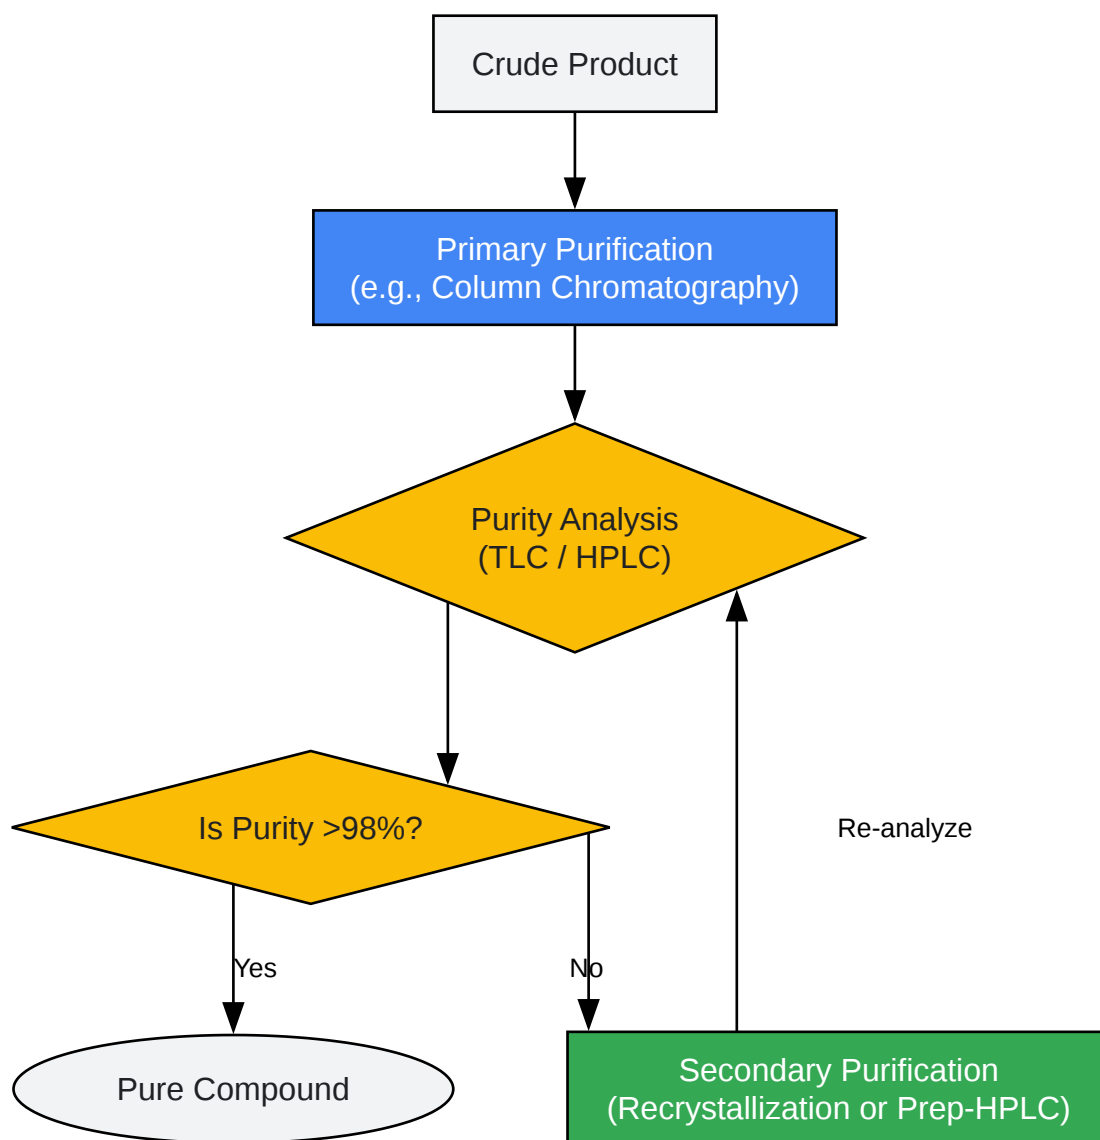 Crude Product
Primary Purification
(e.g., Column Chromatography)
Purity Analysis
(TLC / HPLC)
Is Purity >98%?
Re-analyze
Yes
No
Pure Compound
Secondary Purification
(Recrystallization or Prep-HPLC)